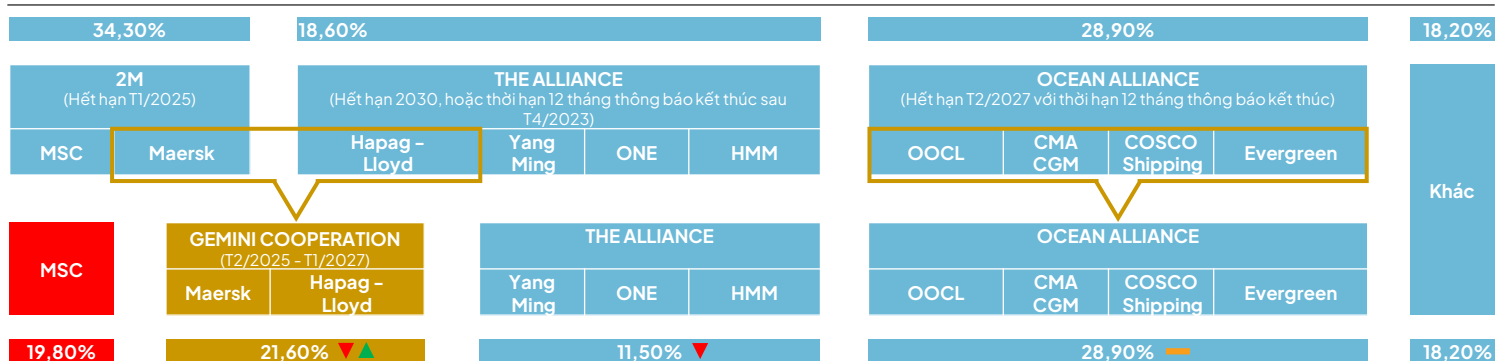 34,30%
18,60%
28,90%
18,20%
2M
(Hết hạn T1/2025)
THE ALLIANCE
(Hết hạn 2030, hoặc thời hạn 12 tháng thông báo kết thúc sau
T4/2023)
OCEAN ALLIANCE
(Hết hạn T2/2027 với thời hạn 12 tháng thông báo kết thúc)
MSC
Maersk
Hapag –
Lloyd
Yang
Ming
ONE
HMM
OOCL
CMA
CGM
COSCO
Shipping
Evergreen
Khác
MSC
GEMINI COOPERATION
(T2/2025 - T1/2027)
Maersk
Hapag –
Lloyd
THE ALLIANCE
Yang
Ming
ONE
HMM
OCEAN ALLIANCE
OOCL
CMA
CGM
COSCO
Shipping
Evergreen
19,80%
21,60%
11,50%
28,90%
18,20%